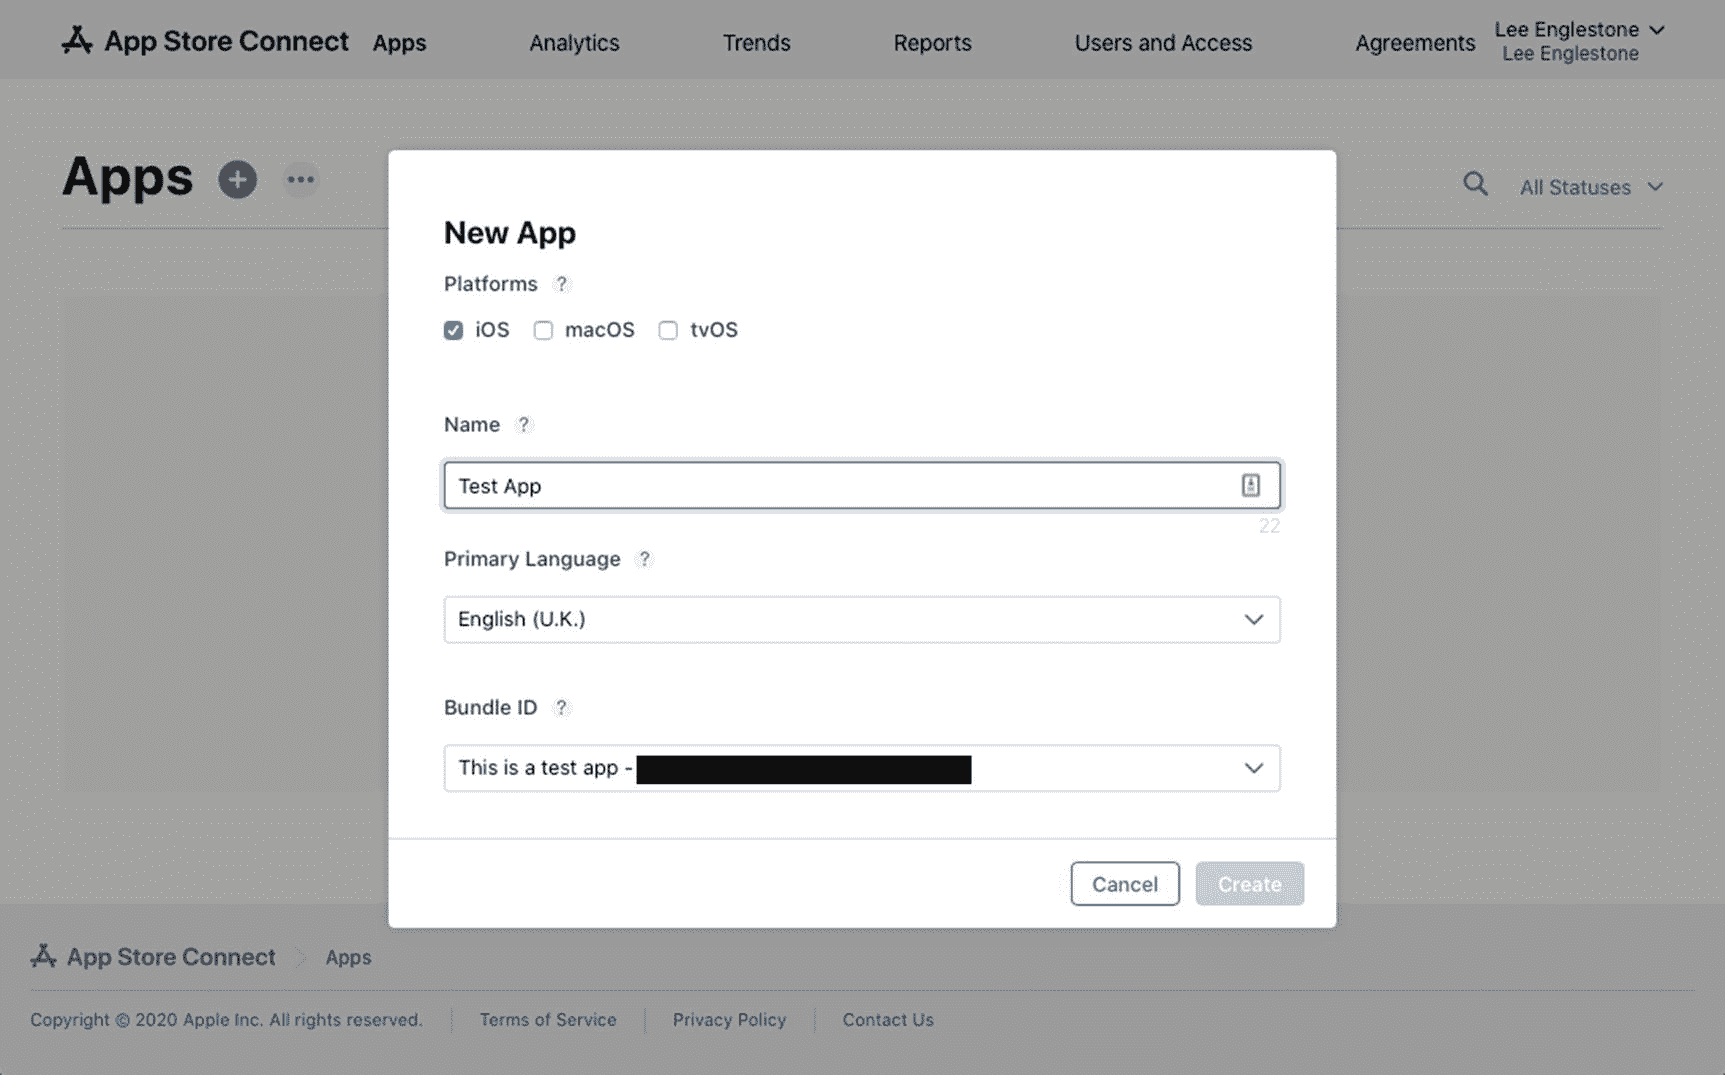 App Store Connect Apps Analytics Trends Reports Users and Access Agreements Lee Englestone
Lee Englestone
Apps
All Statuses
New App
Platforms ?
iOS macOS tvOS
Name ?
Test App
22
Primary Language ?
English (U.K.)
Bundle ID ?
This is a test app -
Cancel Create
App Store Connect Apps
Copyright © 2020 Apple Inc. All rights reserved. Terms of Service Privacy Policy Contact Us